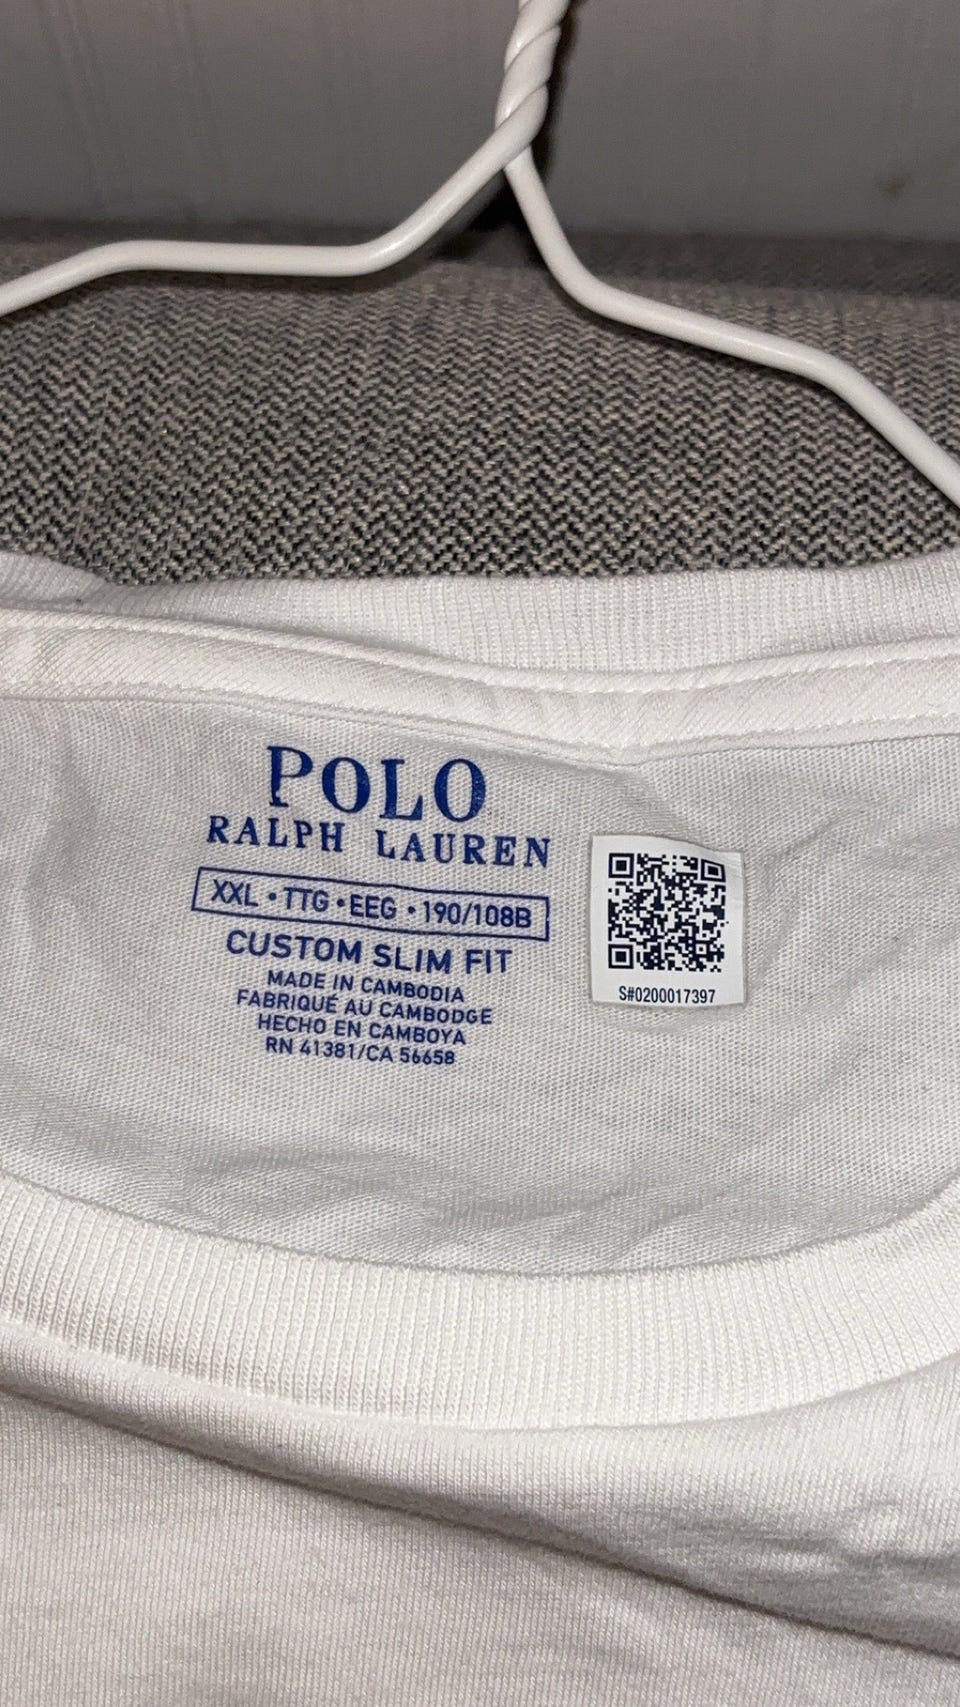 POLO
RALPH LAUREN
XXL • TTG • EEG • 190/108B
CUSTOM SLIM FIT
MADE IN CAMBODIA
FABRIQUÉ AU CAMBODGE
HECHO EN CAMBOYA
RN 41381/CA 56658
S#0200017397